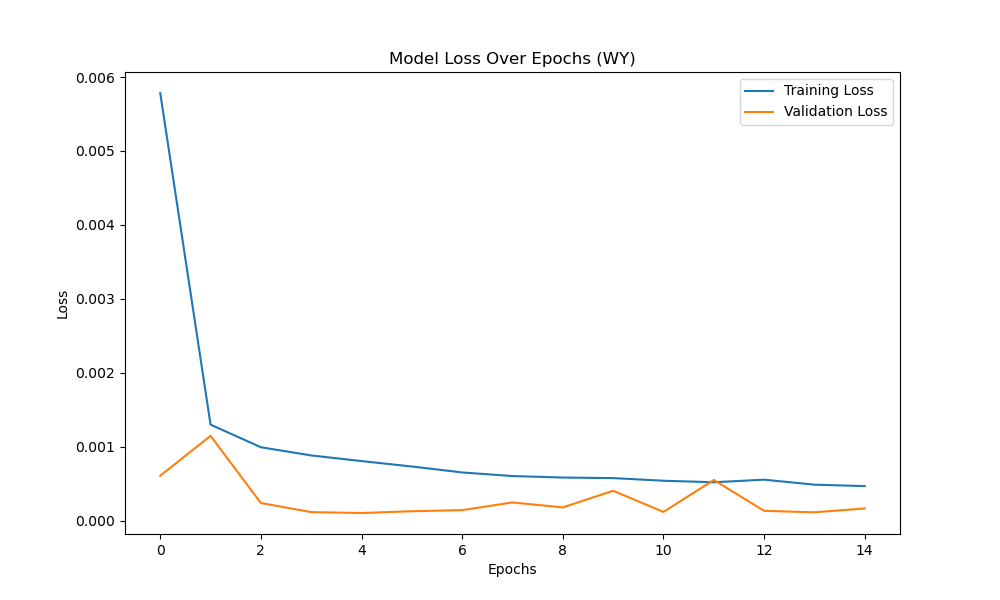 Model Loss Over Epochs (WY)
Training Loss
Validation Loss
0.006
0.005
0.004
0.003
0.002
0.001
0.000
Loss
0 2 4 6 8 10 12 14
Epochs